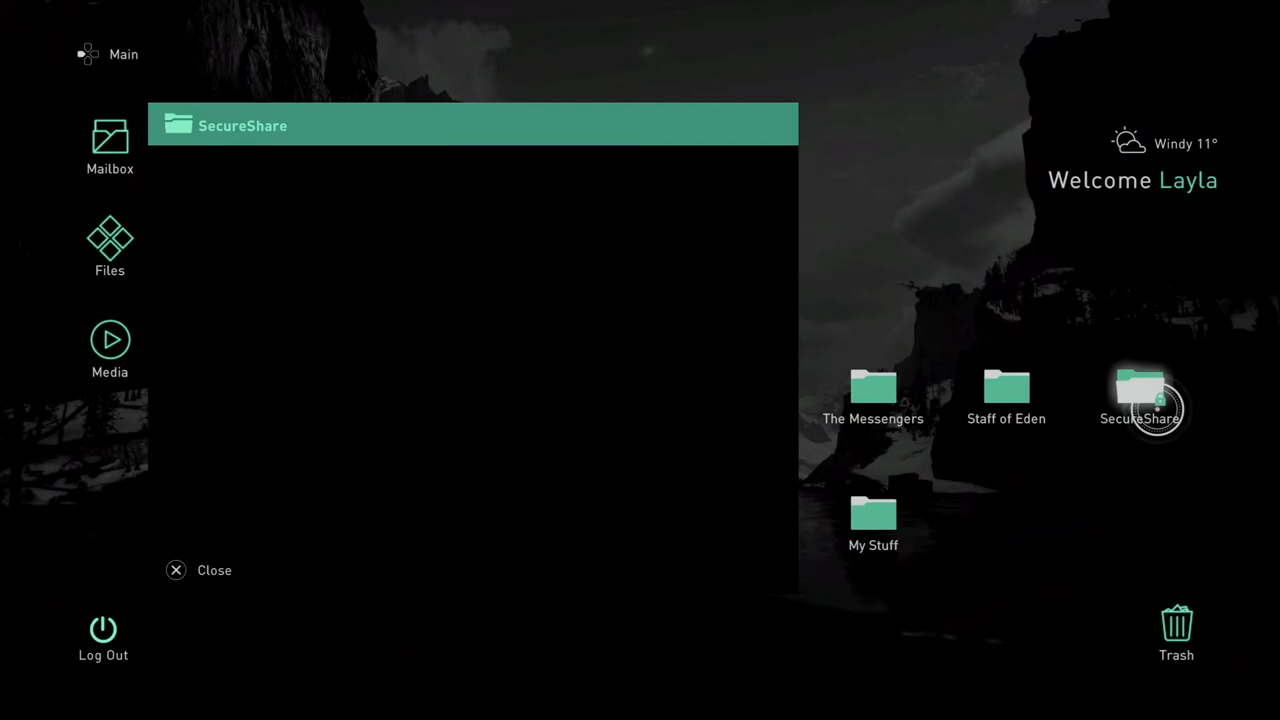 Main
SecureShare
Mailbox
Windy 11°
Welcome Layla
Files
Media
The Messengers
Staff of Eden
SecureShare
My Stuff
Close
Log Out
Trash